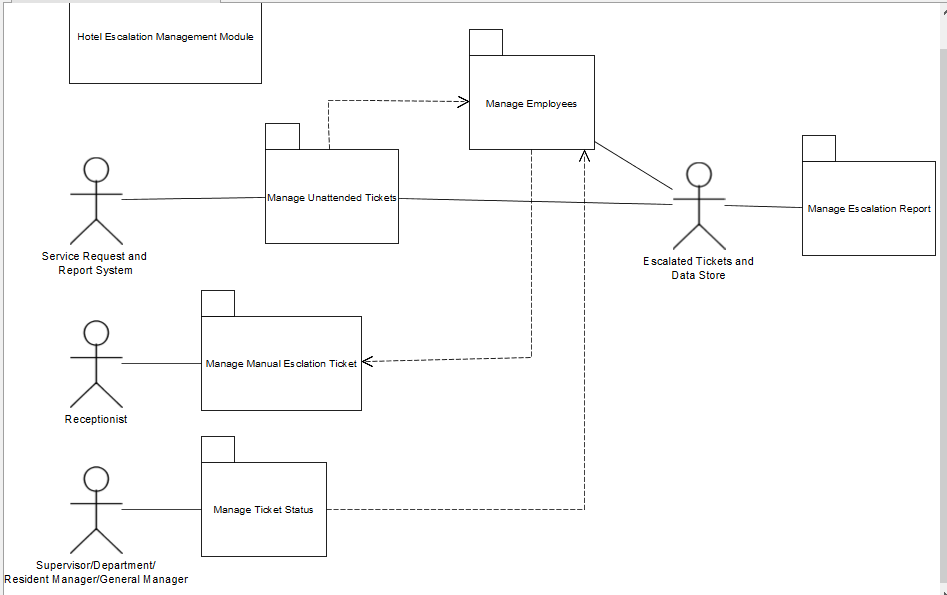 Hotel Escalation Management Module
Manage Employees
Manage Unattended Tickets
Manage Escalation Report
Service Request and
Report System
Escalated Tickets and
Data Store
Manage Manual Esclation Ticket
Receptionist
Manage Ticket Status
Supervisor/Department/
Resident Manager/General Manager